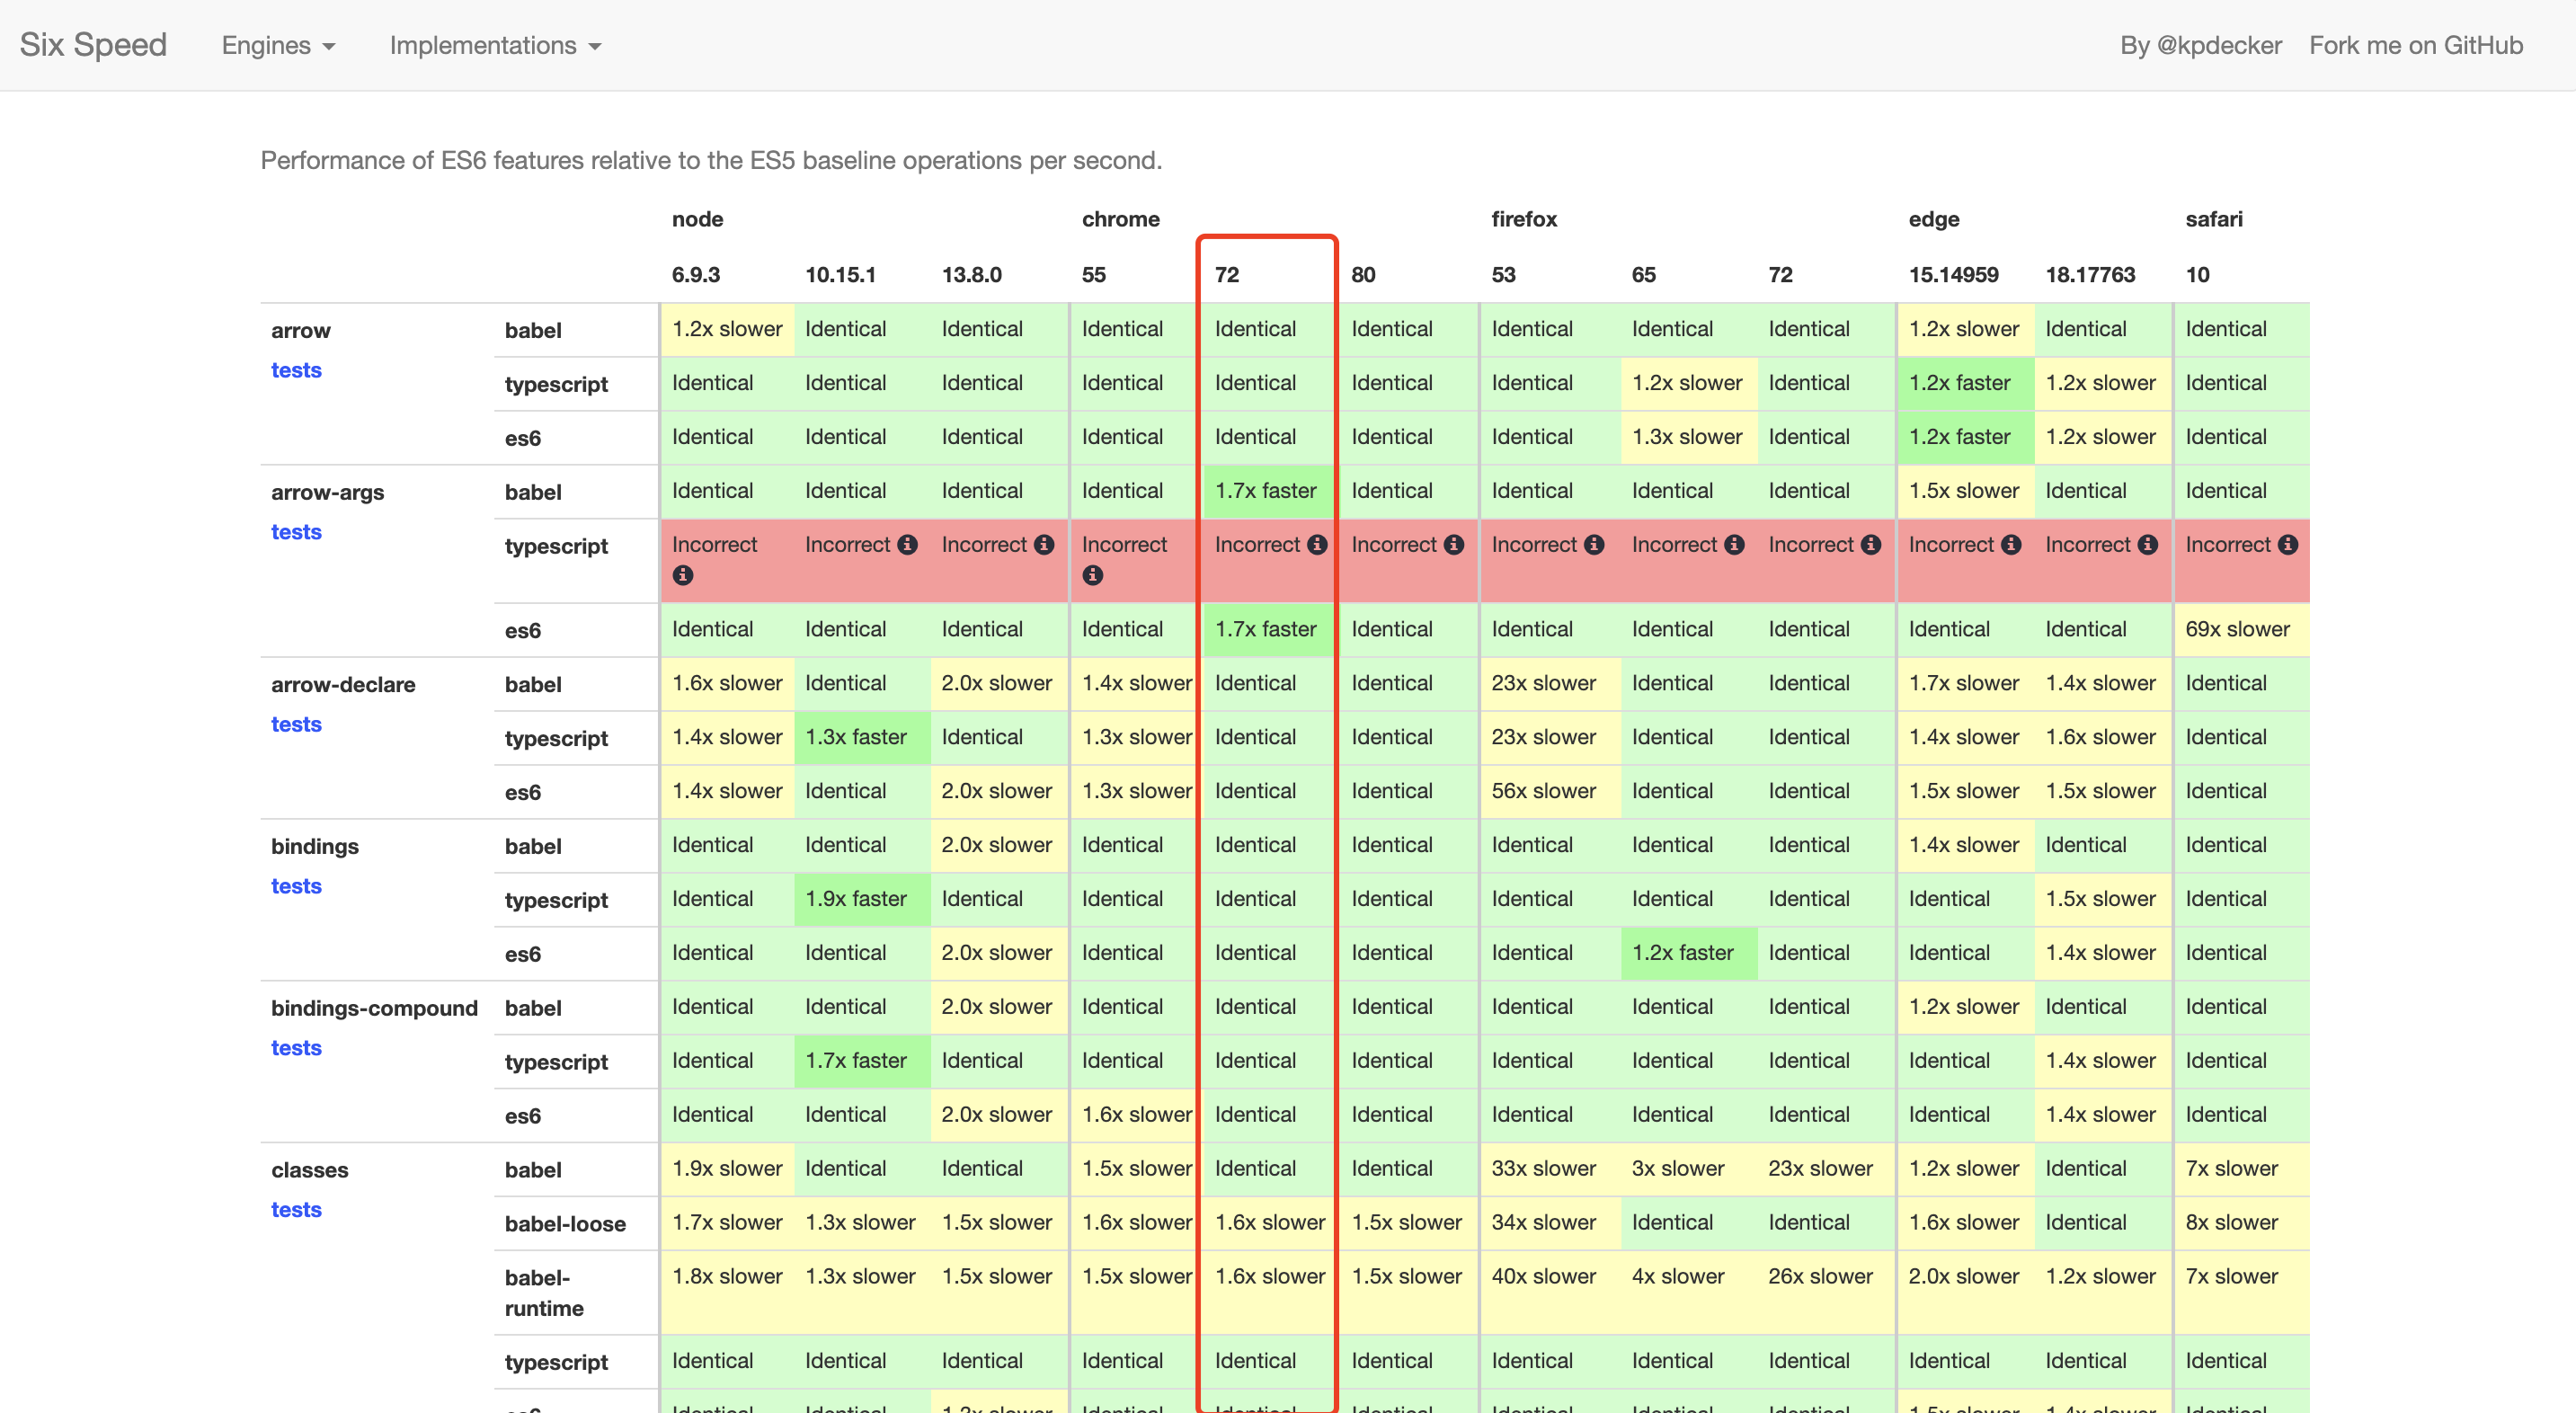 Six Speed Engines Implementations By @kpdecker Fork me on GitHub
Performance of ES6 features relative to the ES5 baseline operations per second.
node chrome firefox edge safari
6.9.3 10.15.1 13.8.0 55 72 80 53 65 72 15.14959 18.17763 10
arrow babel 1.2x slower Identical Identical Identical Identical Identical Identical Identical Identical 1.2x slower Identical Identical
tests
typescript Identical Identical Identical Identical Identical Identical Identical 1.2x slower Identical 1.2x faster 1.2x slower Identical
es6 Identical Identical Identical Identical Identical Identical Identical 1.3x slower Identical 1.2x faster 1.2x slower Identical
arrow-args babel Identical Identical Identical Identical 1.7x faster Identical Identical Identical Identical 1.5x slower Identical Identical
tests
typescript Incorrect Incorrect Incorrect Incorrect Incorrect Incorrect Incorrect Incorrect Incorrect Incorrect Incorrect Incorrect
es6 Identical Identical Identical Identical 1.7x faster Identical Identical Identical Identical Identical Identical 69x slower
arrow-declare babel 1.6x slower Identical 2.0x slower 1.4x slower Identical Identical 23x slower Identical Identical 1.7x slower 1.4x slower Identical
tests
typescript 1.4x slower 1.3x faster Identical 1.3x slower Identical Identical 23x slower Identical Identical 1.4x slower 1.6x slower Identical
es6 1.4x slower Identical 2.0x slower 1.3x slower Identical Identical 56x slower Identical Identical 1.5x slower 1.5x slower Identical
bindings babel Identical Identical 2.0x slower Identical Identical Identical Identical Identical Identical 1.4x slower Identical Identical
tests
typescript Identical 1.9x faster Identical Identical Identical Identical Identical Identical Identical Identical 1.5x slower Identical
es6 Identical Identical 2.0x slower Identical Identical Identical Identical 1.2x faster Identical Identical 1.4x slower Identical
bindings-compound babel Identical Identical 2.0x slower Identical Identical Identical Identical Identical Identical 1.2x slower Identical Identical
tests
typescript Identical 1.7x faster Identical Identical Identical Identical Identical Identical Identical Identical 1.4x slower Identical
es6 Identical Identical 2.0x slower 1.6x slower Identical Identical Identical Identical Identical Identical 1.4x slower Identical
classes babel 1.9x slower Identical Identical 1.5x slower Identical Identical 33x slower 3x slower 23x slower 1.2x slower Identical 7x slower
tests
babel-loose 1.7x slower 1.3x slower 1.5x slower 1.6x slower 1.6x slower 1.5x slower 34x slower Identical Identical 1.6x slower Identical 8x slower
babel- 1.8x slower 1.3x slower 1.5x slower 1.5x slower 1.6x slower 1.5x slower 40x slower 4x slower 26x slower 2.0x slower 1.2x slower 7x slower
runtime
typescript Identical Identical Identical Identical Identical Identical Identical Identical Identical Identical Identical Identical